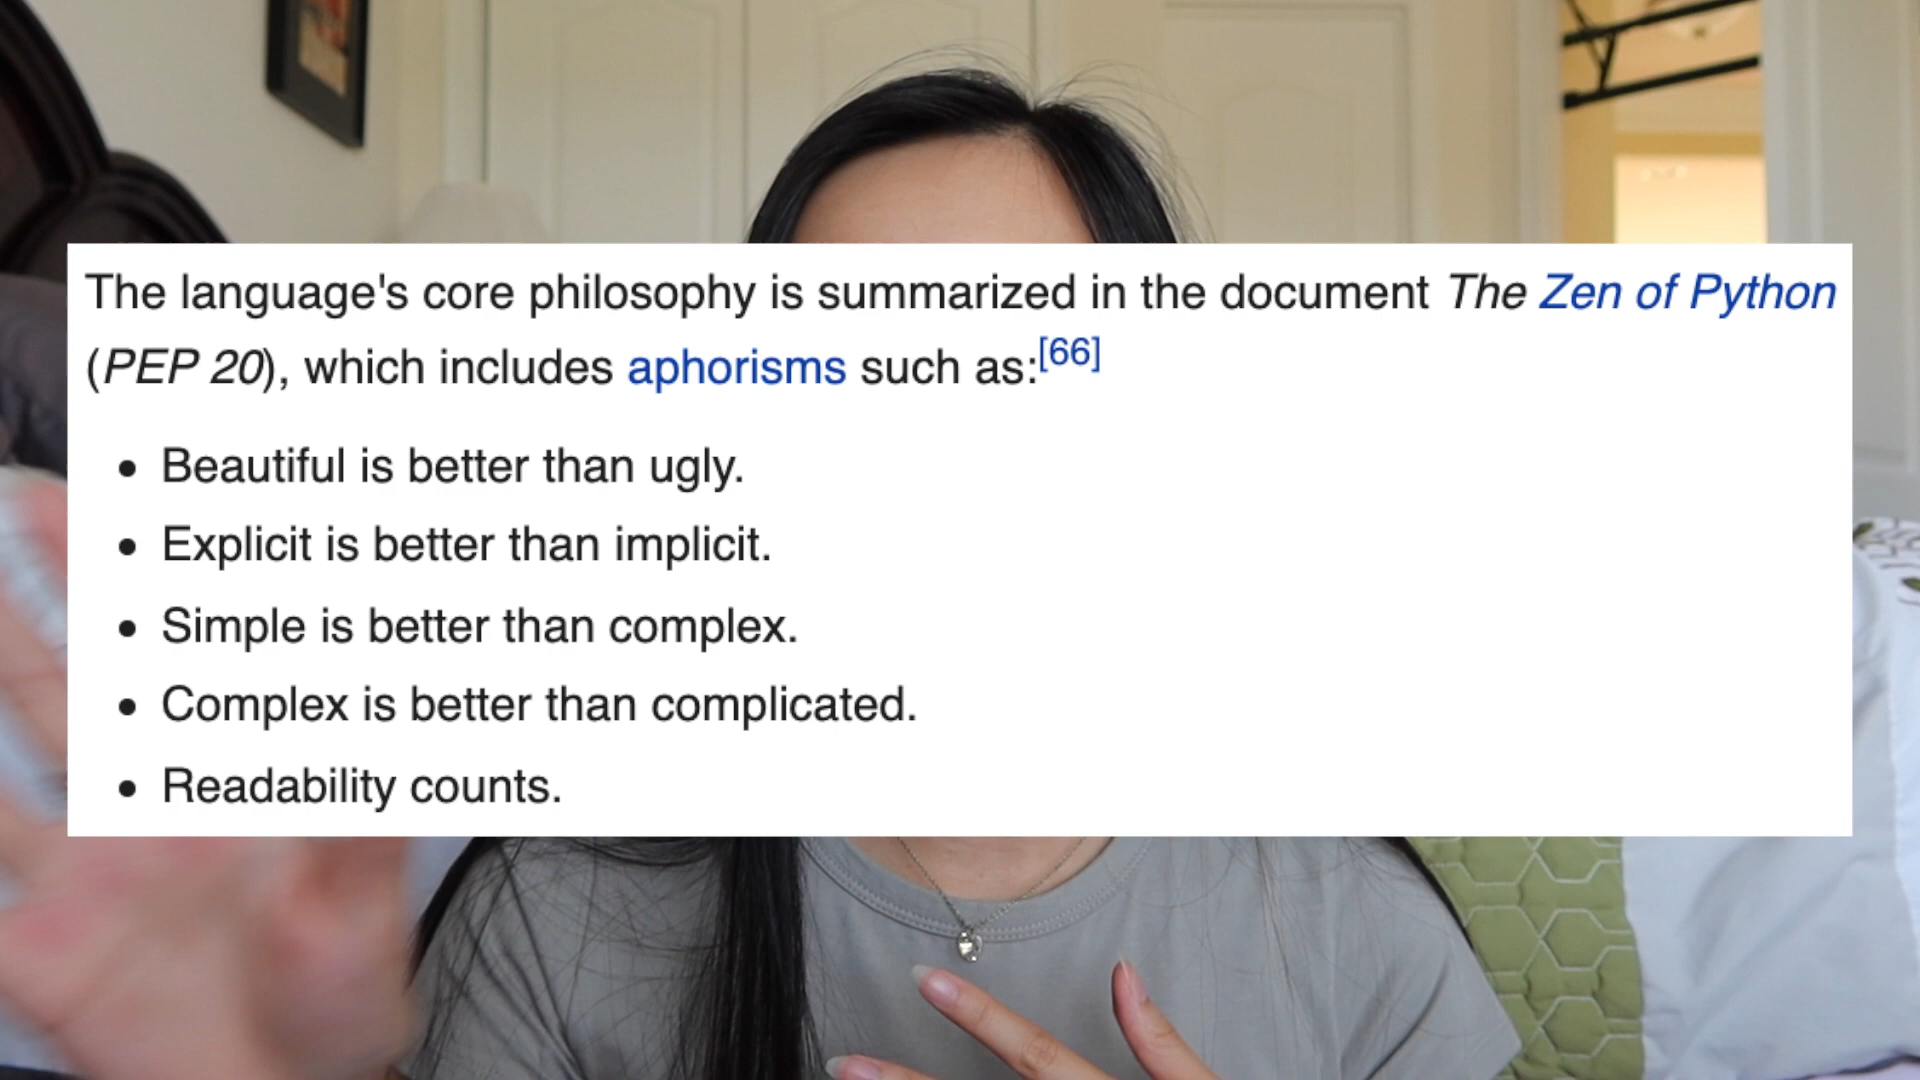 The language's core philosophy is summarized in the document The Zen of Python
(PEP 20), which includes aphorisms such as:[66]
• Beautiful is better than ugly.
• Explicit is better than implicit.
• Simple is better than complex.
• Complex is better than complicated.
• Readability counts.